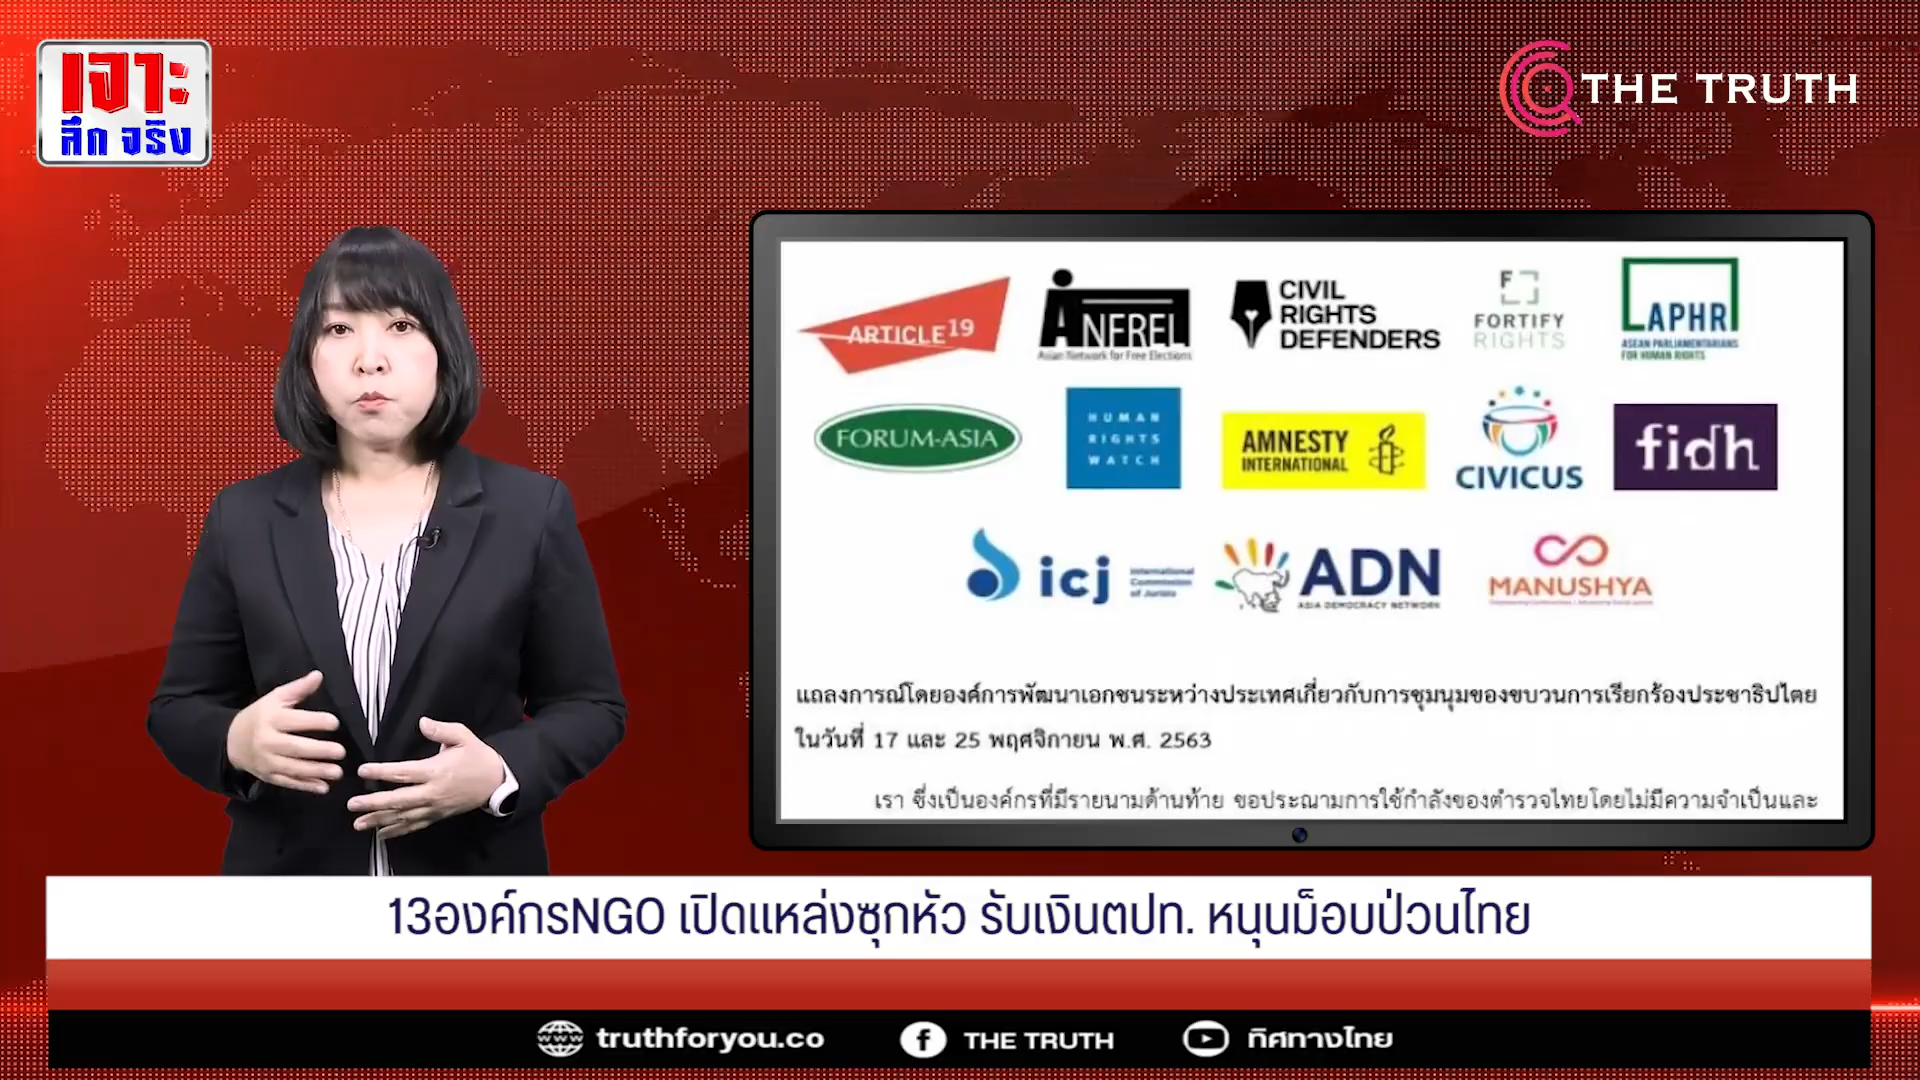 เจาะ
ลึก จริง
THE TRUTH
ARTICLE 19
ANFREL
Asian Network for Free Elections
CIVIL
RIGHTS
DEFENDERS
FORTIFY
RIGHTS
APHR
ASEAN PARLIAMENTARIANS
FOR HUMAN RIGHTS
FORUM-ASIA
HUMAN
RIGHTS
WATCH
AMNESTY
INTERNATIONAL
CIVICUS
fidh
icj
International
Commission
of Jurists
ADN
ASIA DEMOCRACY NETWORK
MANUSHYA
แถลงการณ์โดยองค์การพัฒนาเอกชนระหว่างประเทศเกี่ยวกับการชุมนุมของขบวนการเรียกร้องประชาธิปไตย
ในวันที่ 17 และ 25 พฤศจิกายน พ.ศ. 2563
เรา ซึ่งเป็นองค์กรที่มีรายนามด้านท้าย ขอประณามการใช้กำลังของตำรวจไทยโดยไม่มีความจำเป็นและ
13องค์กรNGO เปิดแหล่งซุกหัว รับเงินตปท. หนุนม็อบป่วนไทย
www truthforyou.co
f THE TRUTH
ทิศทางไทย